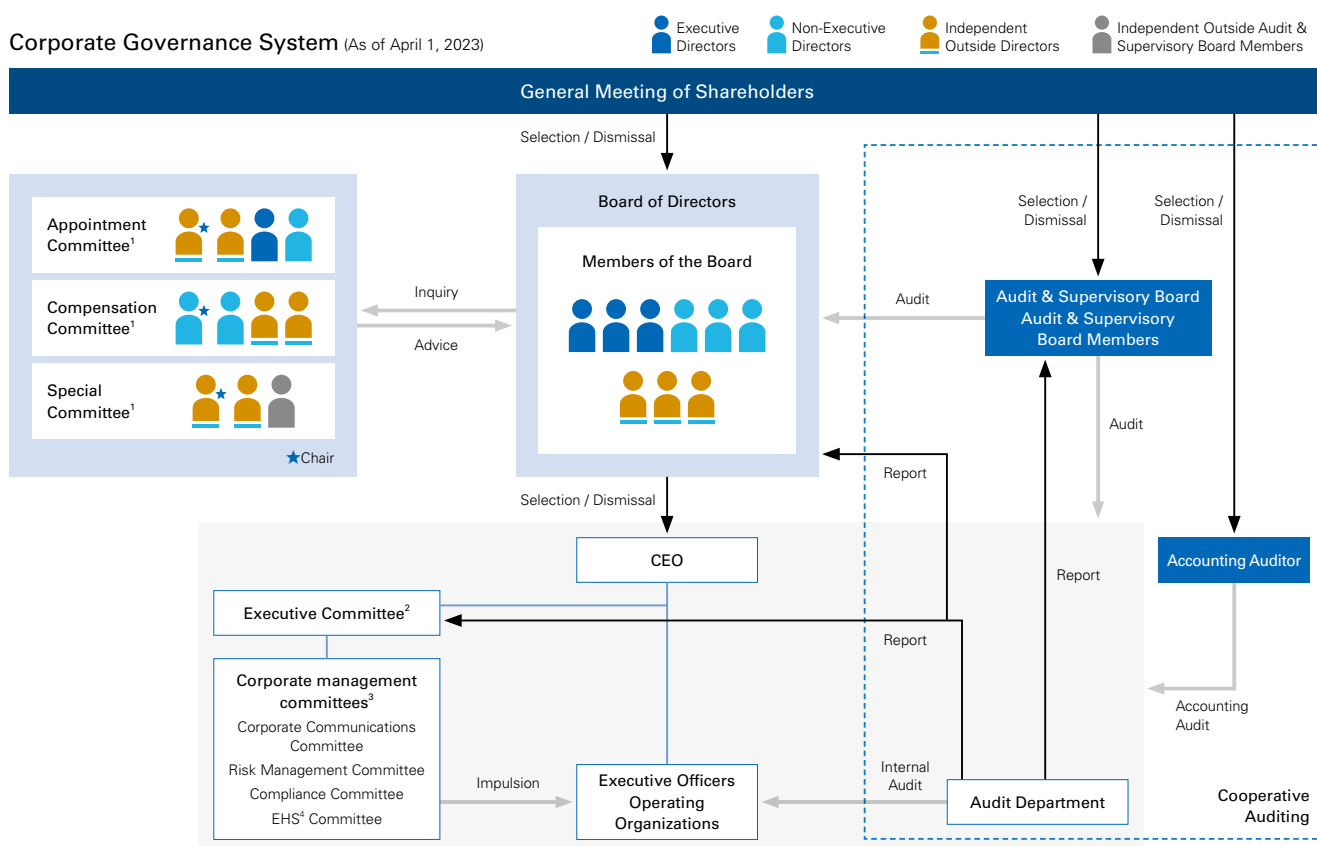 Corporate Governance System (As of April 1, 2023)
Executive
Directors
Non-Executive
Directors
Independent
Outside Directors
Independent Outside Audit &
Supervisory Board Members
General Meeting of Shareholders
Selection / Dismissal
Selection /
Dismissal
Selection /
Dismissal
Appointment
Committee¹
Compensation
Committee¹
Special
Committee¹
★Chair
Inquiry
Advice
Board of Directors
Members of the Board
Audit
Audit & Supervisory Board
Audit & Supervisory
Board Members
Audit
Report
Selection / Dismissal
CEO
Executive Committee²
Report
Report
Accounting Auditor
Accounting
Audit
Corporate management
committees³
Corporate Communications
Committee
Risk Management Committee
Compliance Committee
EHS⁴ Committee
Impulsion
Executive Officers
Operating
Organizations
Internal
Audit
Audit Department
Cooperative
Auditing